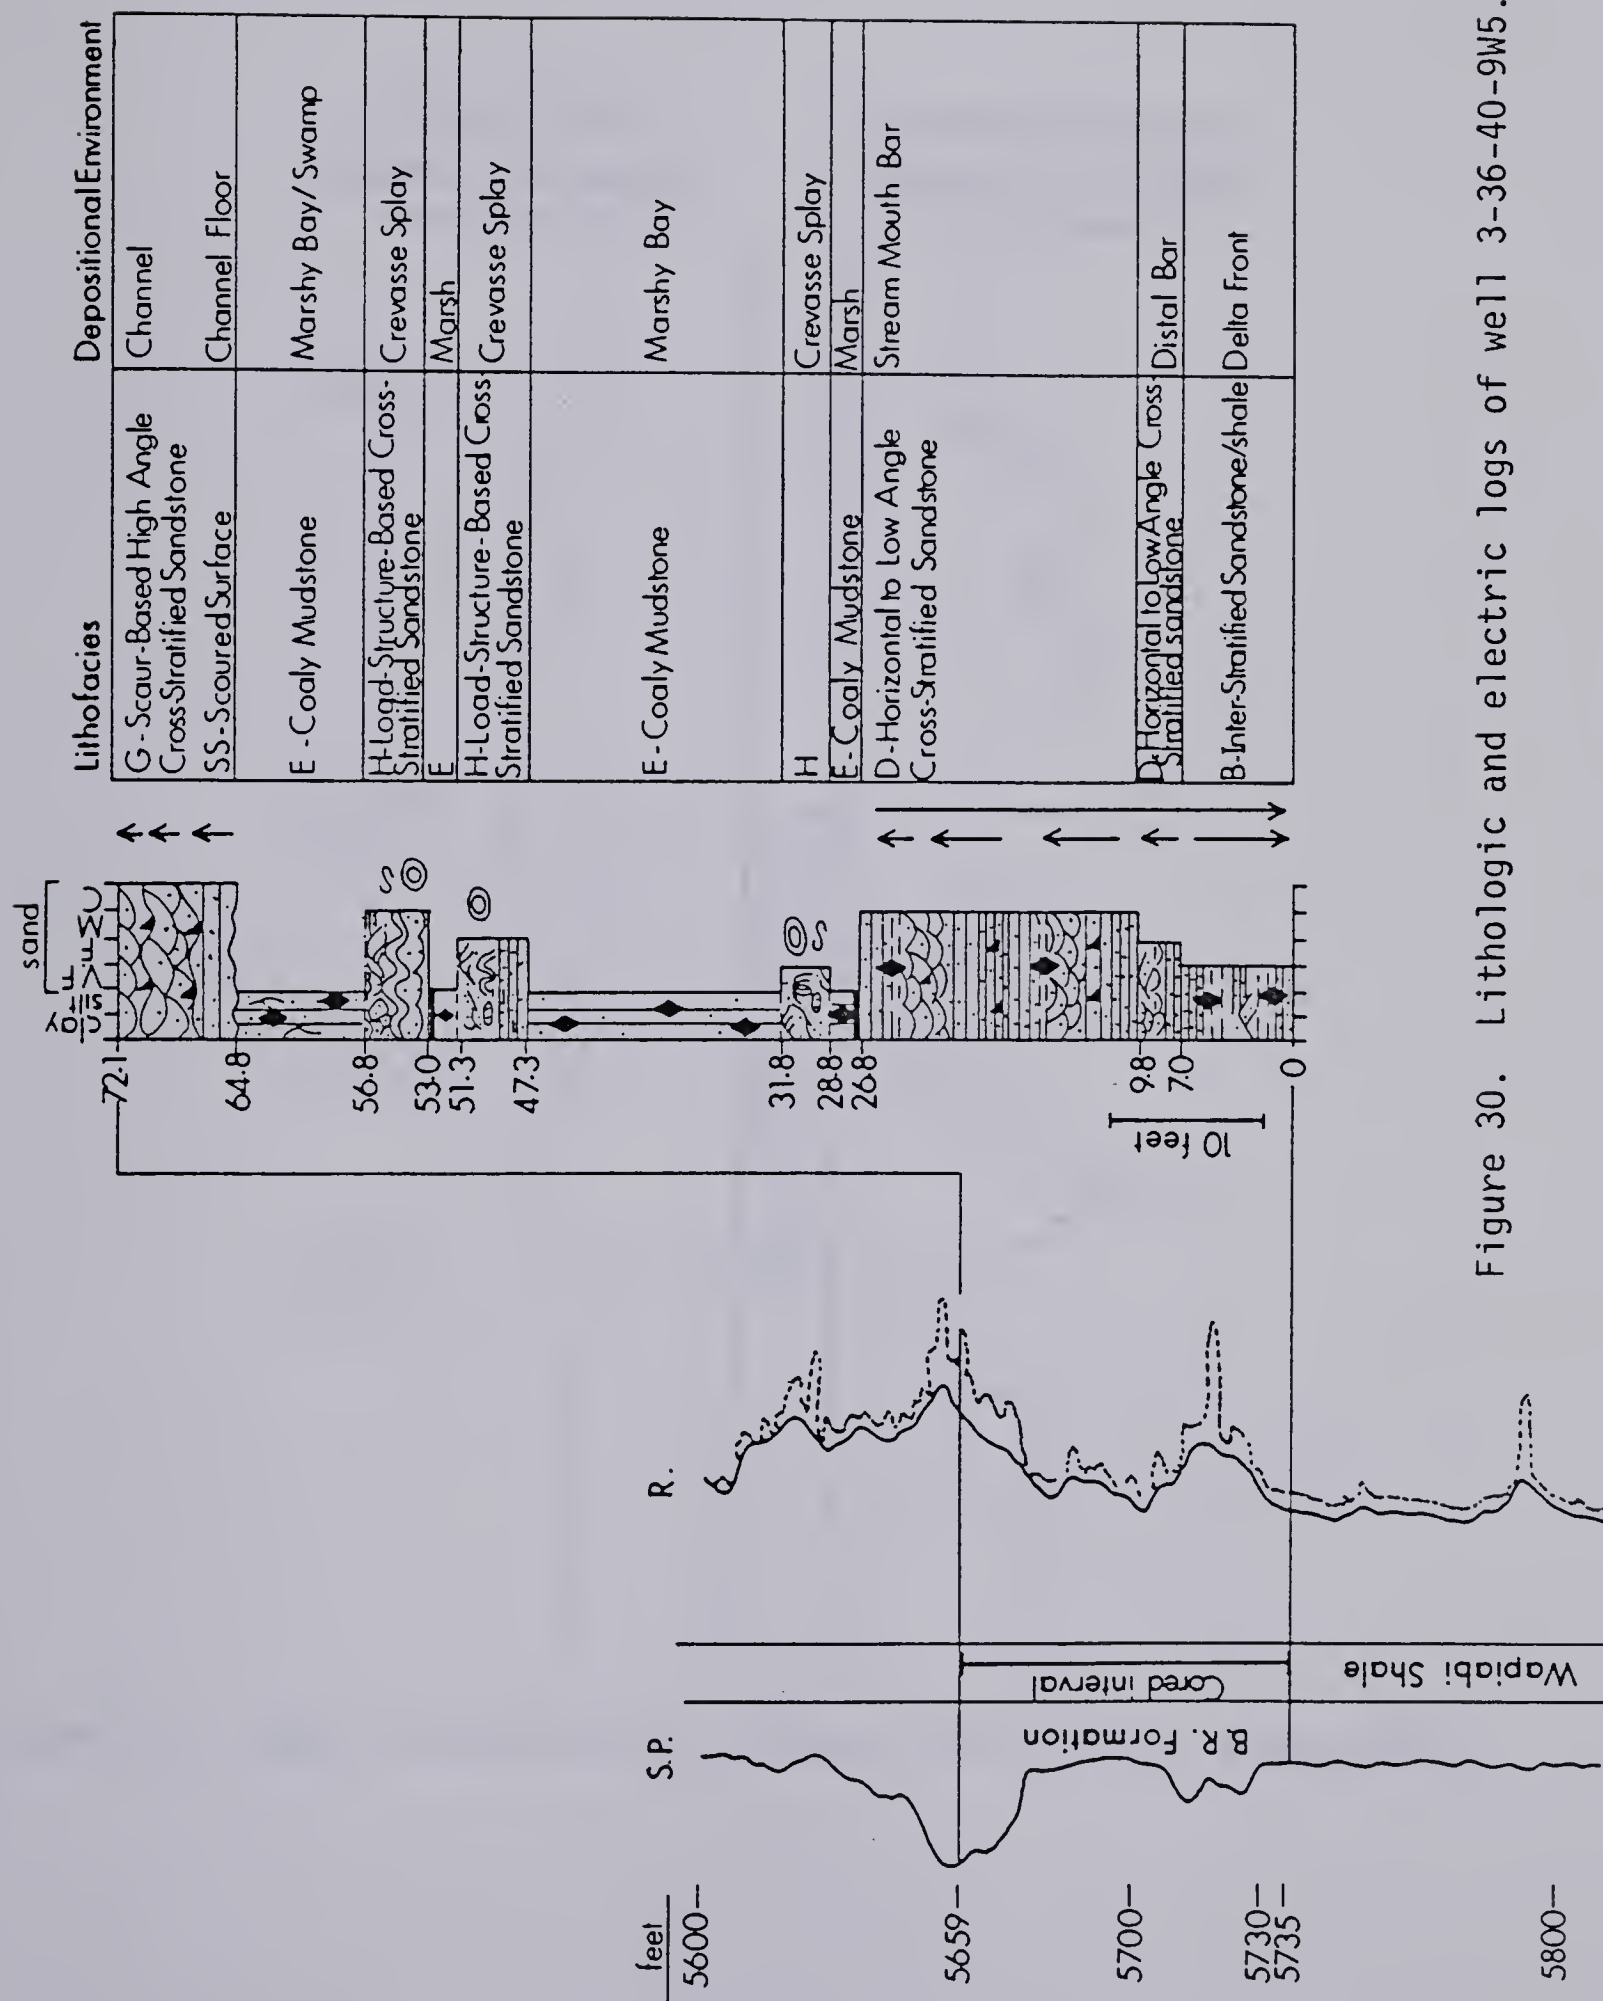 feet
5600-
5659-
5700-
5730-
5735-
5800-
S.P.
B.R. Formation
Cored interval
Wapiabi Shale
R.
sand
clay
silt
VF
F
M
C
72.1
64.8
56.8
53.0
51.3
47.3
31.8
28.8
26.8
9.8
7.0
0
10 feet
Lithofacies
G-Scour-Based High Angle
Cross-Stratified Sandstone
SS-Scoured Surface
E-Coaly Mudstone
H-Load-Structure-Based Cross-
Stratified Sandstone
E
H-Load-Structure-Based Cross-
Stratified Sandstone
E-Coaly Mudstone
H
E-Coaly Mudstone
D-Horizontal to Low Angle
Cross-Stratified Sandstone
D-Horizontal to Low Angle Cross-
Stratified sandstone
B-Inter-Stratified Sandstone/shale
Depositional Environment
Channel
Channel Floor
Marshy Bay/Swamp
Crevasse Splay
Marsh
Crevasse Splay
Marshy Bay
Crevasse Splay
Marsh
Stream Mouth Bar
Distal Bar
Delta Front
Figure 30. Lithologic and electric logs of well 3-36-40-9W5.